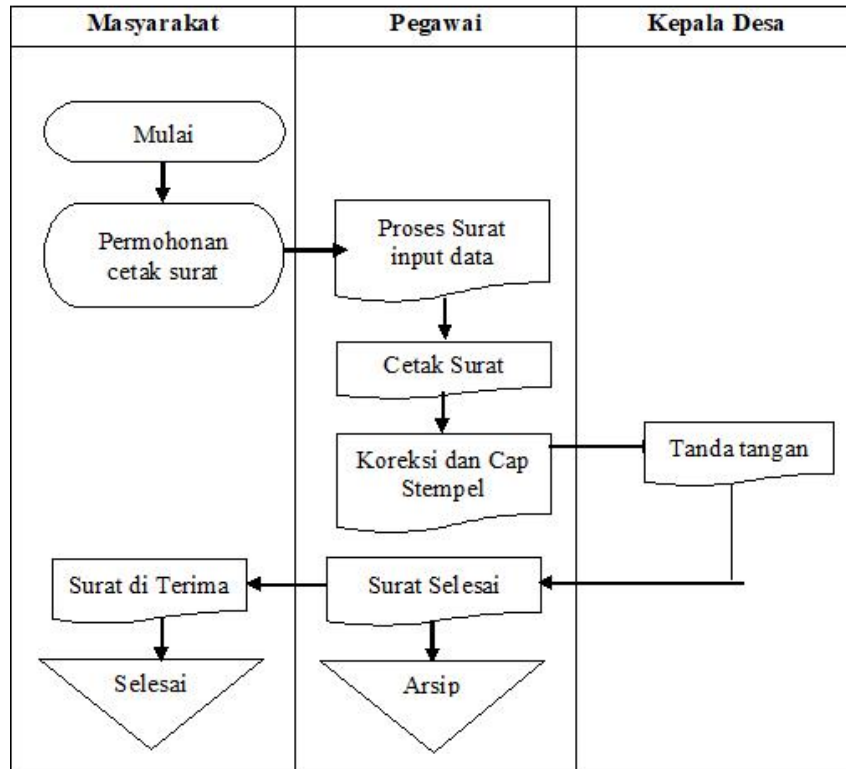 Masyarakat
Pegawai
Kepala Desa
Mulai
Permohonan
cetak surat
Proses Surat
input data
Cetak Surat
Koreksi dan Cap
Stempel
Tanda tangan
Surat di Terima
Surat Selesai
Selesai
Arsip